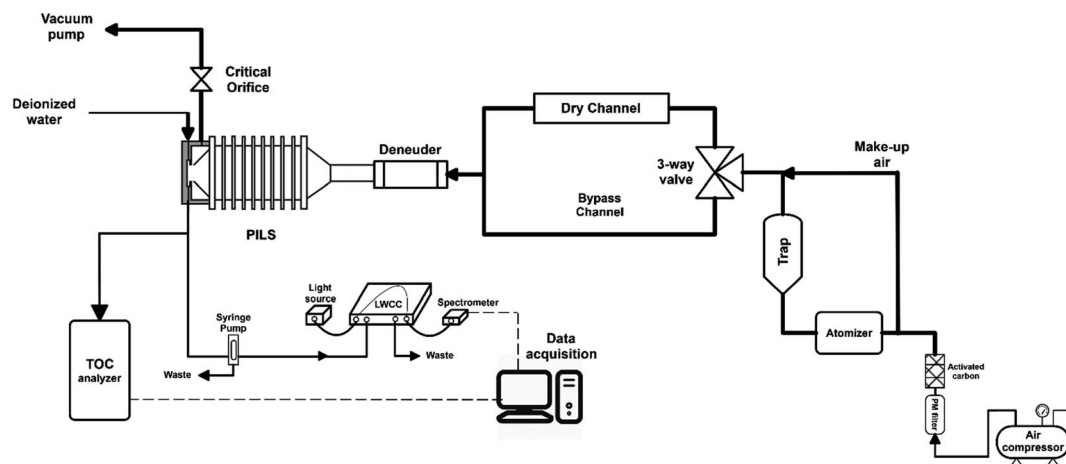 Vacuum
pump
Critical
Orifice
Deionized
water
Dry Channel
Deneuder
3-way
valve
Make-up
air
Bypass
Channel
PILS
Trap
Light
source
LWCC
Spectrometer
Atomizer
Syringe
Pump
Waste
Data
acquisition
TOC
analyzer
Waste
Activated
carbon
PM filter
Air
compressor